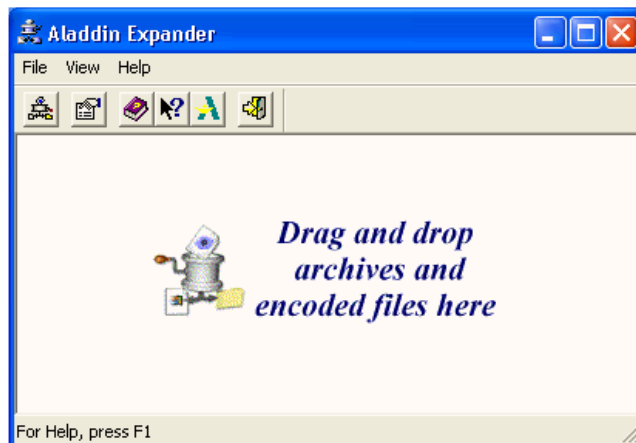 Aladdin Expander
File View Help
Drag and drop
archives and
encoded files here
For Help, press F1